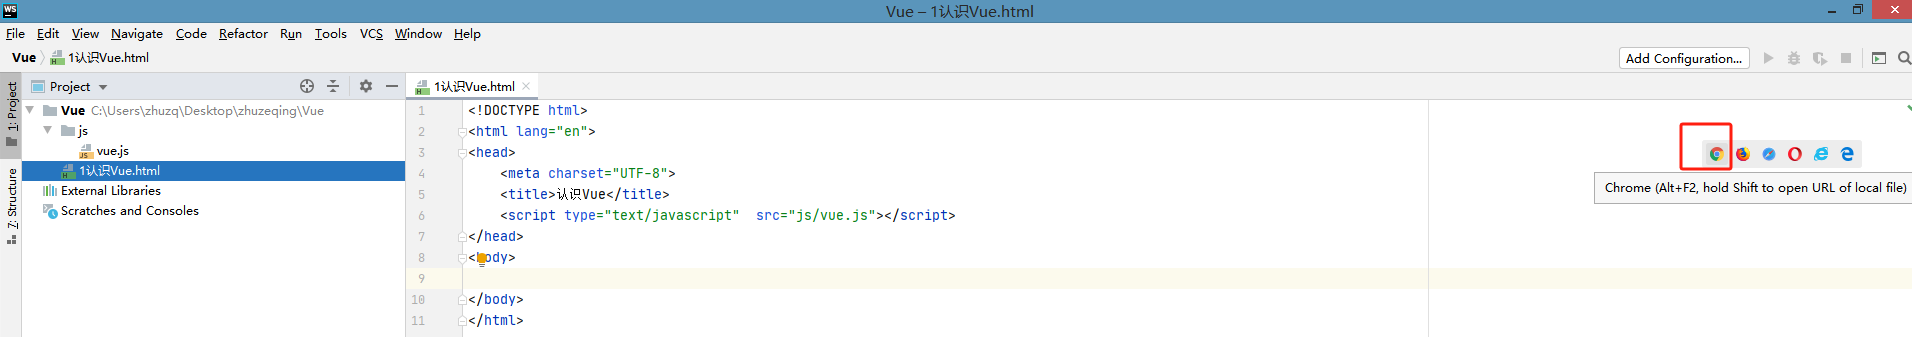 WS
Vue – 1认识Vue.html
File Edit View Navigate Code Refactor Run Tools VCS Window Help
Vue 1认识Vue.html
Add Configuration...
1: Project
7: Structure
Project
Vue C:\Users\zhuzq\Desktop\zhuzeqing\Vue
js
vue.js
1认识Vue.html
External Libraries
Scratches and Consoles
1认识Vue.html
1 <!DOCTYPE html>
2 <html lang="en">
3 <head>
4 <meta charset="UTF-8">
5 <title>认识Vue</title>
6 <script type="text/javascript"  src="js/vue.js"></script>
7 </head>
8 <body>
9
10 </body>
11 </html>
Chrome (Alt+F2, hold Shift to open URL of local file)